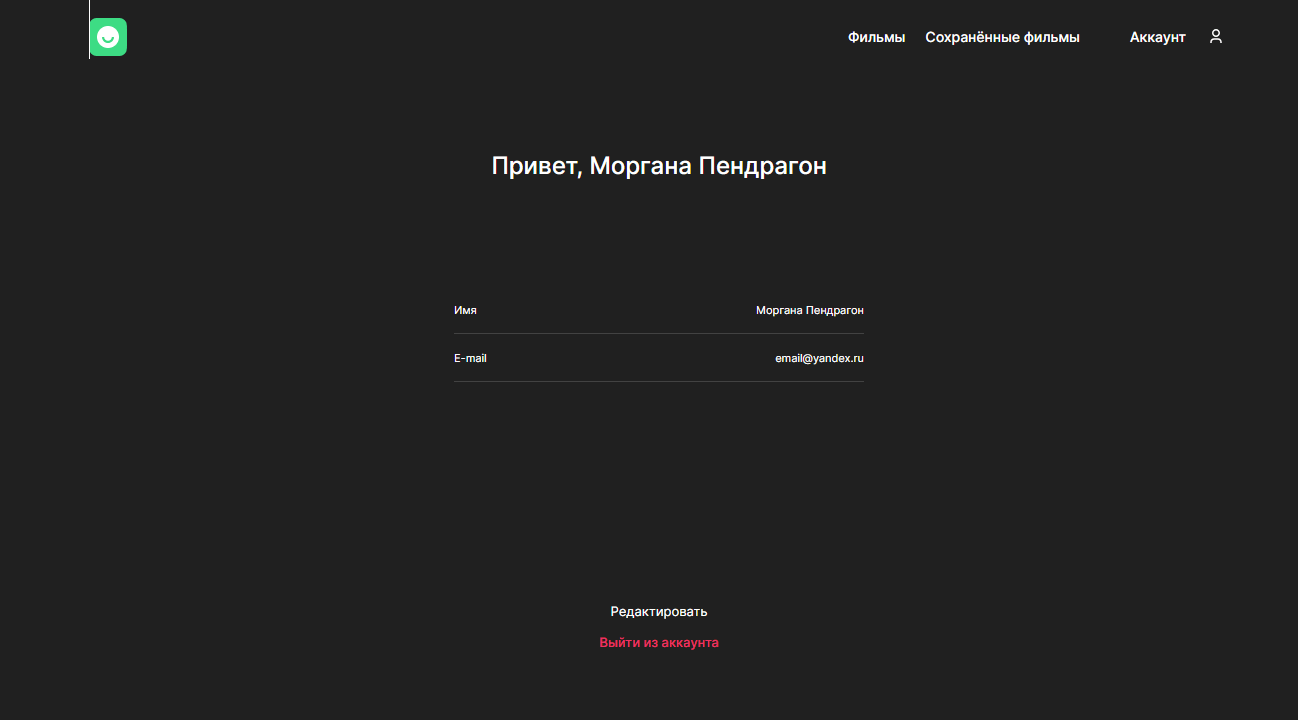 Фильмы Сохранённые фильмы Аккаунт
Привет, Моргана Пендрагон
Имя Моргана Пендрагон
E-mail email@yandex.ru
Редактировать
Выйти из аккаунта